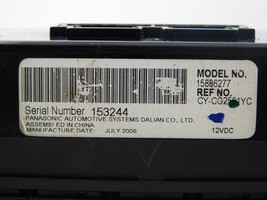 MODEL NO.
15886277
REF NO.
Serial Number 153244
PANASONIC AUTOMOTIVE SYSTEMS DALIAN CO., LTD.
ASSEMBLED IN CHINA
MANUFACTURE DATE: JULY 2008
12VDC